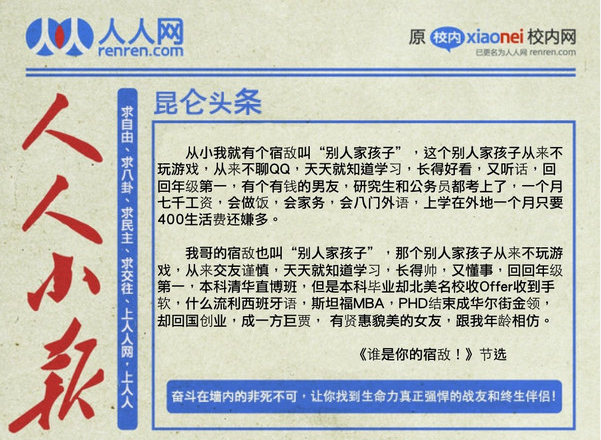 人人网
renren.com
原 校内 xiaonei 校内网
已更名为人人网 renren.com
人人小报
求自由、求八卦、求民主、求交往、上人人网,上人人
昆仑头条
从小我就有个宿敌叫“别人家孩子”,这个别人家孩子从来不
玩游戏,从来不聊QQ,天天就知道学习,长得好看,又听话,回
回年级第一,有个有钱的男友,研究生和公务员都考上了,一个月
七千工资,会做饭,会家务,会八门外语,上学在外地一个月只要
400生活费还嫌多。
我哥的宿敌也叫“别人家孩子”,那个别人家孩子从来不玩游
戏,从来交友谨慎,天天就知道学习,长得帅,又懂事,回回年级
第一,本科清华直博班,但是本科毕业却北美名校收Offer收到手
软,什么流利西班牙语,斯坦福MBA,PHD结束成华尔街金领,
却回国创业,成一方巨贾, 有贤惠貌美的女友,跟我年龄相仿。
《谁是你的宿敌!》节选
奋斗在墙内的非死不可,让你找到生命力真正强悍的战友和终生伴侣!